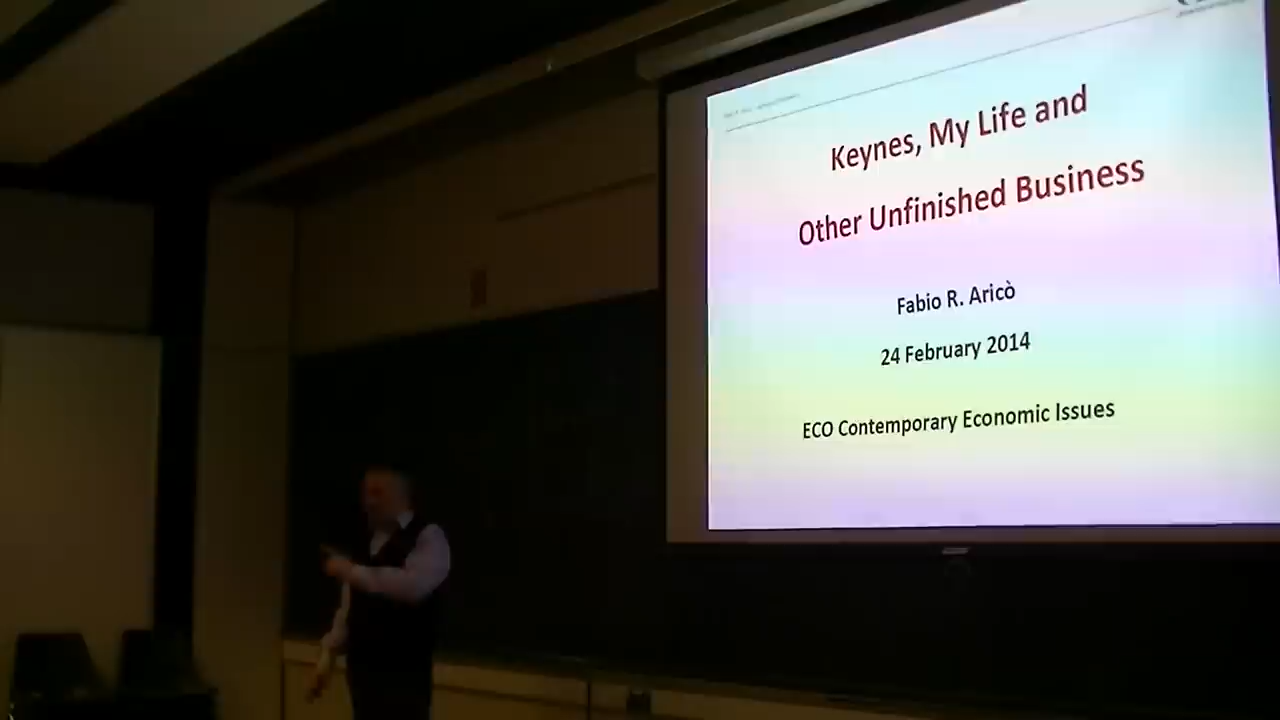 Keynes, My Life and
Other Unfinished Business
Fabio R. Aricò
24 February 2014
ECO Contemporary Economic Issues